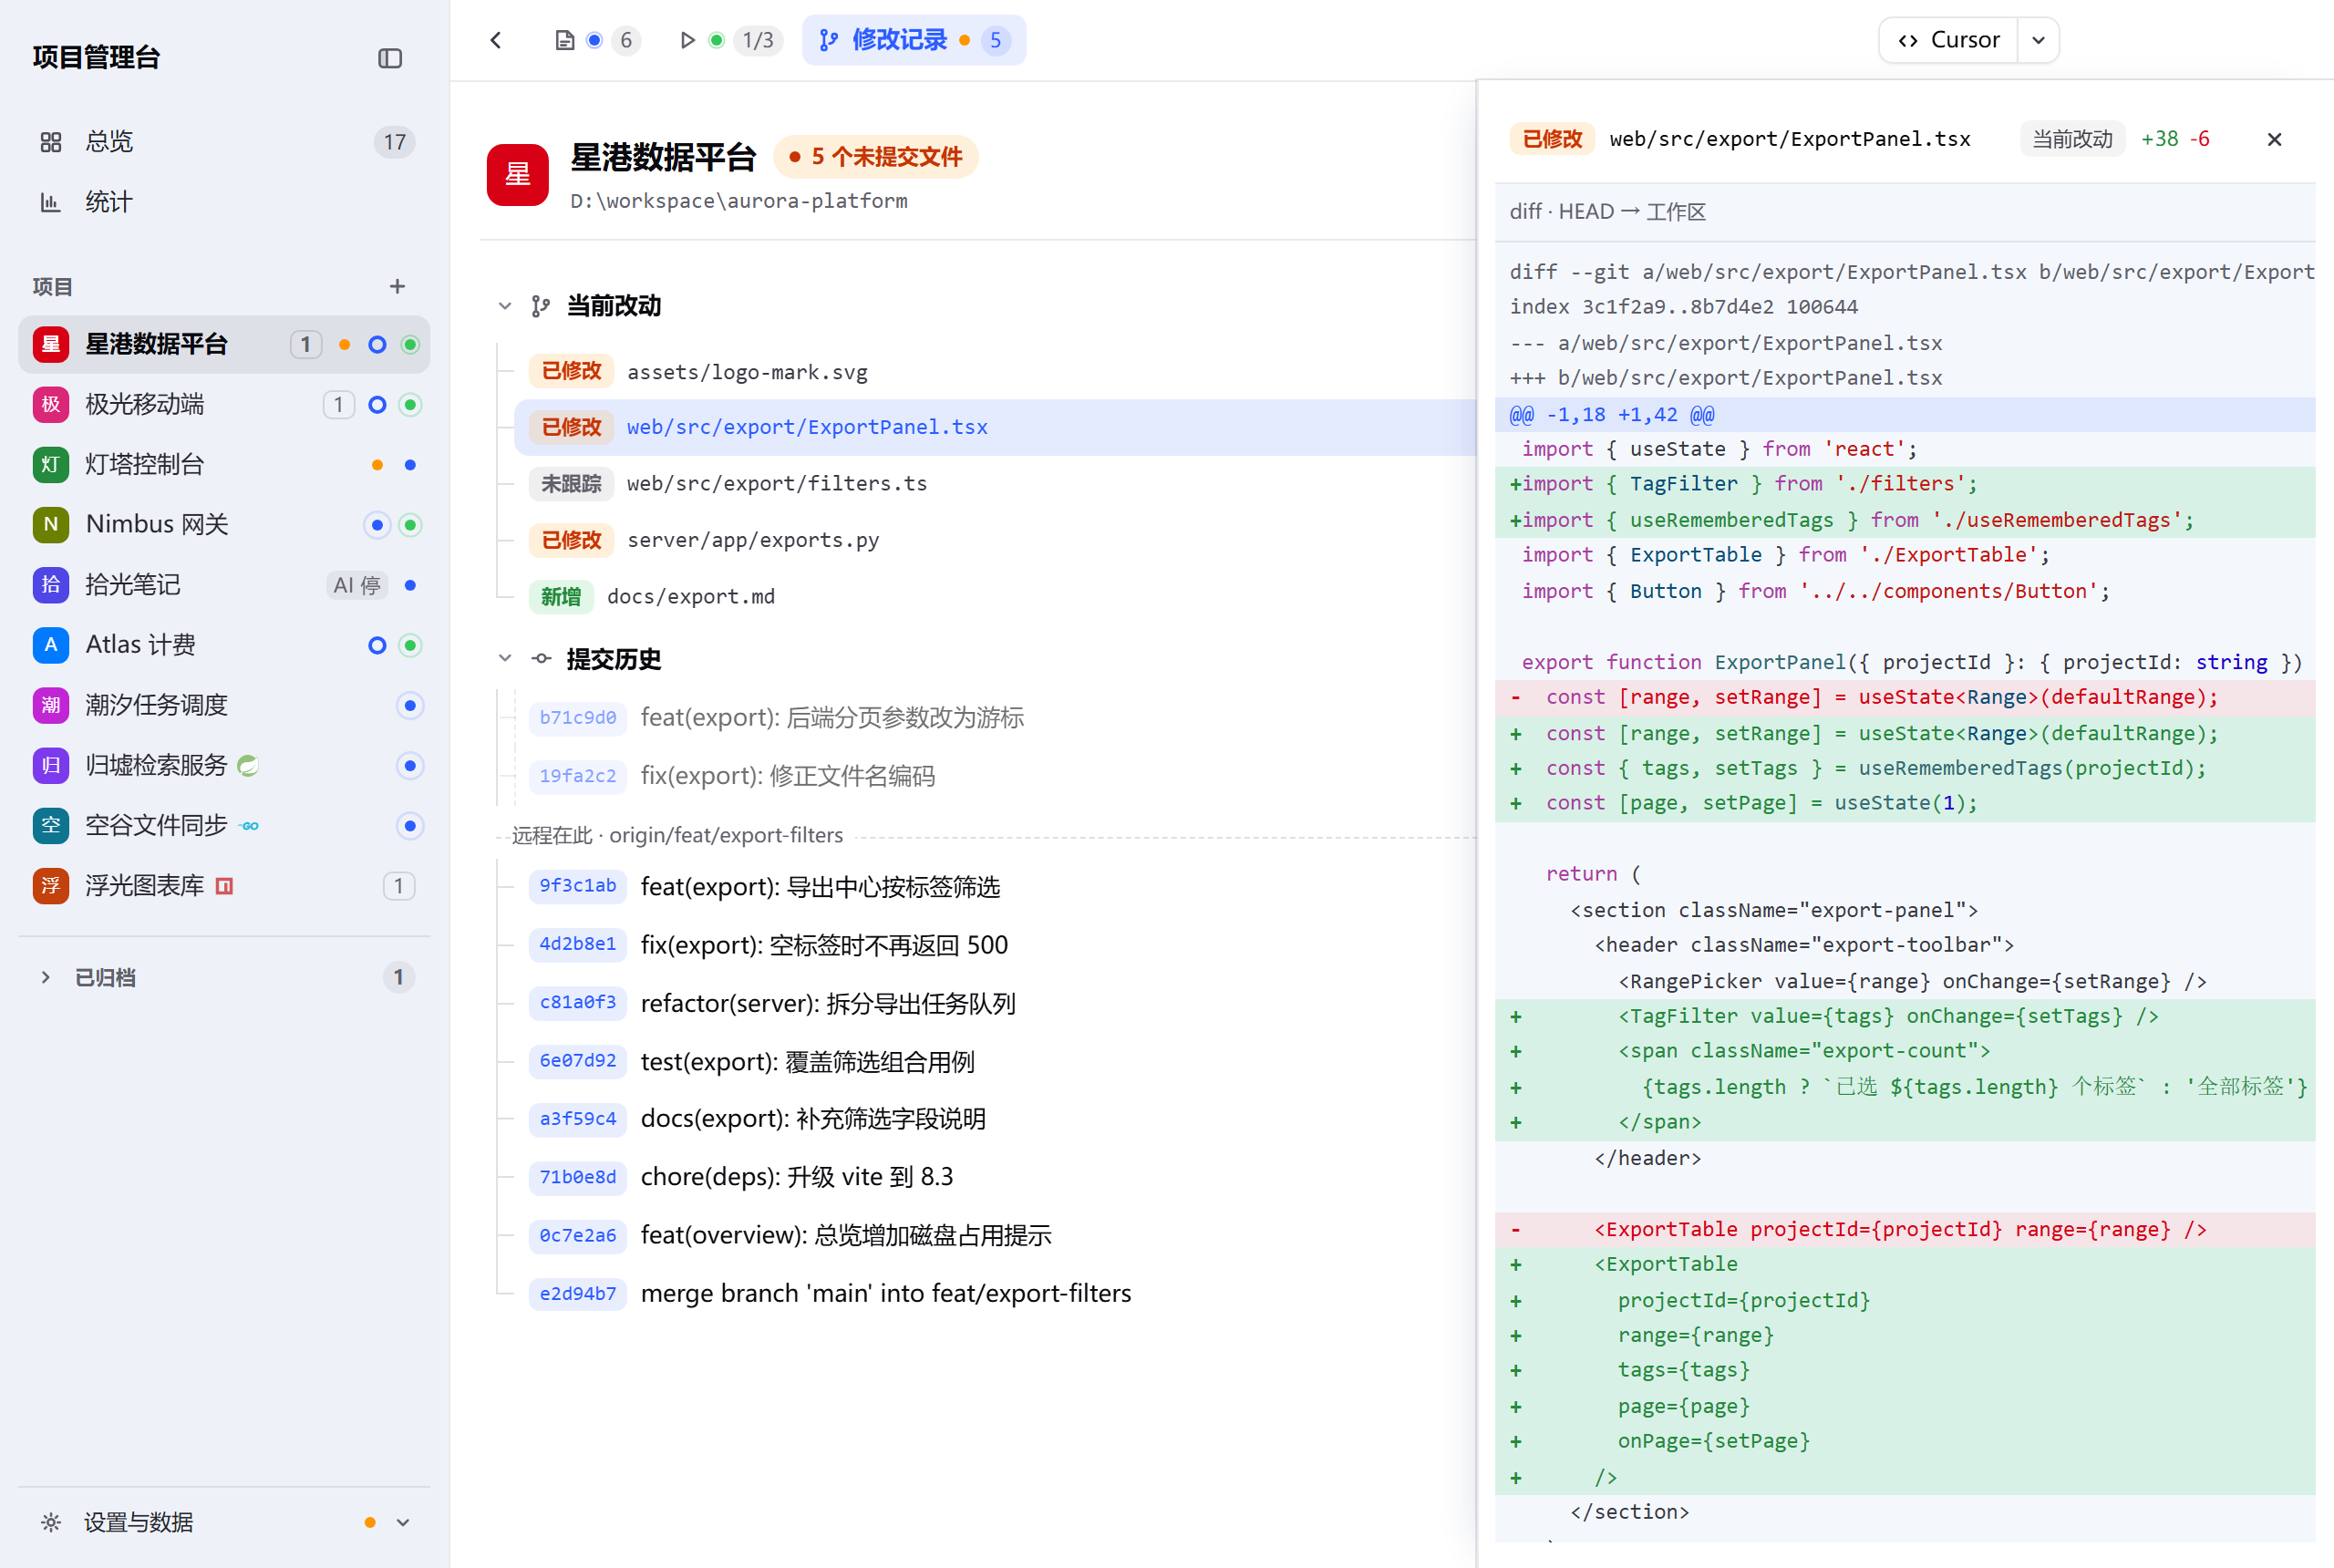 项目管理台
总览 17
统计
项目
星 星港数据平台 1
极 极光移动端 1
灯 灯塔控制台
N Nimbus 网关
拾 拾光笔记 AI 停
A Atlas 计费
潮 潮汐任务调度
归 归墟检索服务
空 空谷文件同步 GO
浮 浮光图表库 1
已归档 1
设置与数据
6 1/3 修改记录 5
Cursor
星 星港数据平台 5 个未提交文件
D:\workspace\aurora-platform
当前改动
已修改 assets/logo-mark.svg
已修改 web/src/export/ExportPanel.tsx
未跟踪 web/src/export/filters.ts
已修改 server/app/exports.py
新增 docs/export.md
提交历史
b71c9d0 feat(export): 后端分页参数改为游标
19fa2c2 fix(export): 修正文件名编码
远程在此 · origin/feat/export-filters
9f3c1ab feat(export): 导出中心按标签筛选
4d2b8e1 fix(export): 空标签时不再返回 500
c81a0f3 refactor(server): 拆分导出任务队列
6e07d92 test(export): 覆盖筛选组合用例
a3f59c4 docs(export): 补充筛选字段说明
71b0e8d chore(deps): 升级 vite 到 8.3
0c7e2a6 feat(overview): 总览增加磁盘占用提示
e2d94b7 merge branch 'main' into feat/export-filters
已修改 web/src/export/ExportPanel.tsx 当前改动 +38 -6
diff · HEAD → 工作区
diff --git a/web/src/export/ExportPanel.tsx b/web/src/export/Export
index 3c1f2a9..8b7d4e2 100644
--- a/web/src/export/ExportPanel.tsx
+++ b/web/src/export/ExportPanel.tsx
@@ -1,18 +1,42 @@
 import { useState } from 'react';
+import { TagFilter } from './filters';
+import { useRememberedTags } from './useRememberedTags';
 import { ExportTable } from './ExportTable';
 import { Button } from '../../components/Button';
 export function ExportPanel({ projectId }: { projectId: string })
-  const [range, setRange] = useState<Range>(defaultRange);
+  const [range, setRange] = useState<Range>(defaultRange);
+  const { tags, setTags } = useRememberedTags(projectId);
+  const [page, setPage] = useState(1);
   return (
     <section className="export-panel">
       <header className="export-toolbar">
         <RangePicker value={range} onChange={setRange} />
+        <TagFilter value={tags} onChange={setTags} />
+        <span className="export-count">
+          {tags.length ? `已选 ${tags.length} 个标签` : '全部标签'}
+        </span>
       </header>
-      <ExportTable projectId={projectId} range={range} />
+      <ExportTable
+        projectId={projectId}
+        range={range}
+        tags={tags}
+        page={page}
+        onPage={setPage}
+      />
     </section>